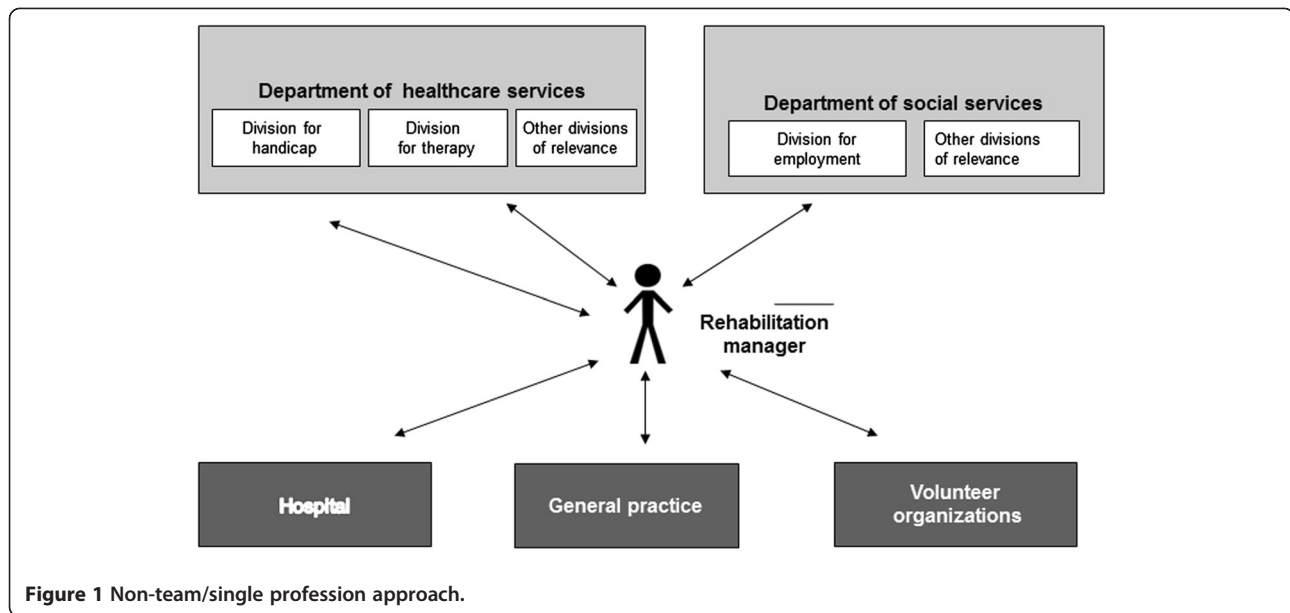 Department of healthcare services
Division for
handicap
Division
for therapy
Other divisions
of relevance
Department of social services
Division for
employment
Other divisions
of relevance
Rehabilitation
manager
Hospital
General practice
Volunteer
organizations
Figure 1 Non-team/single profession approach.